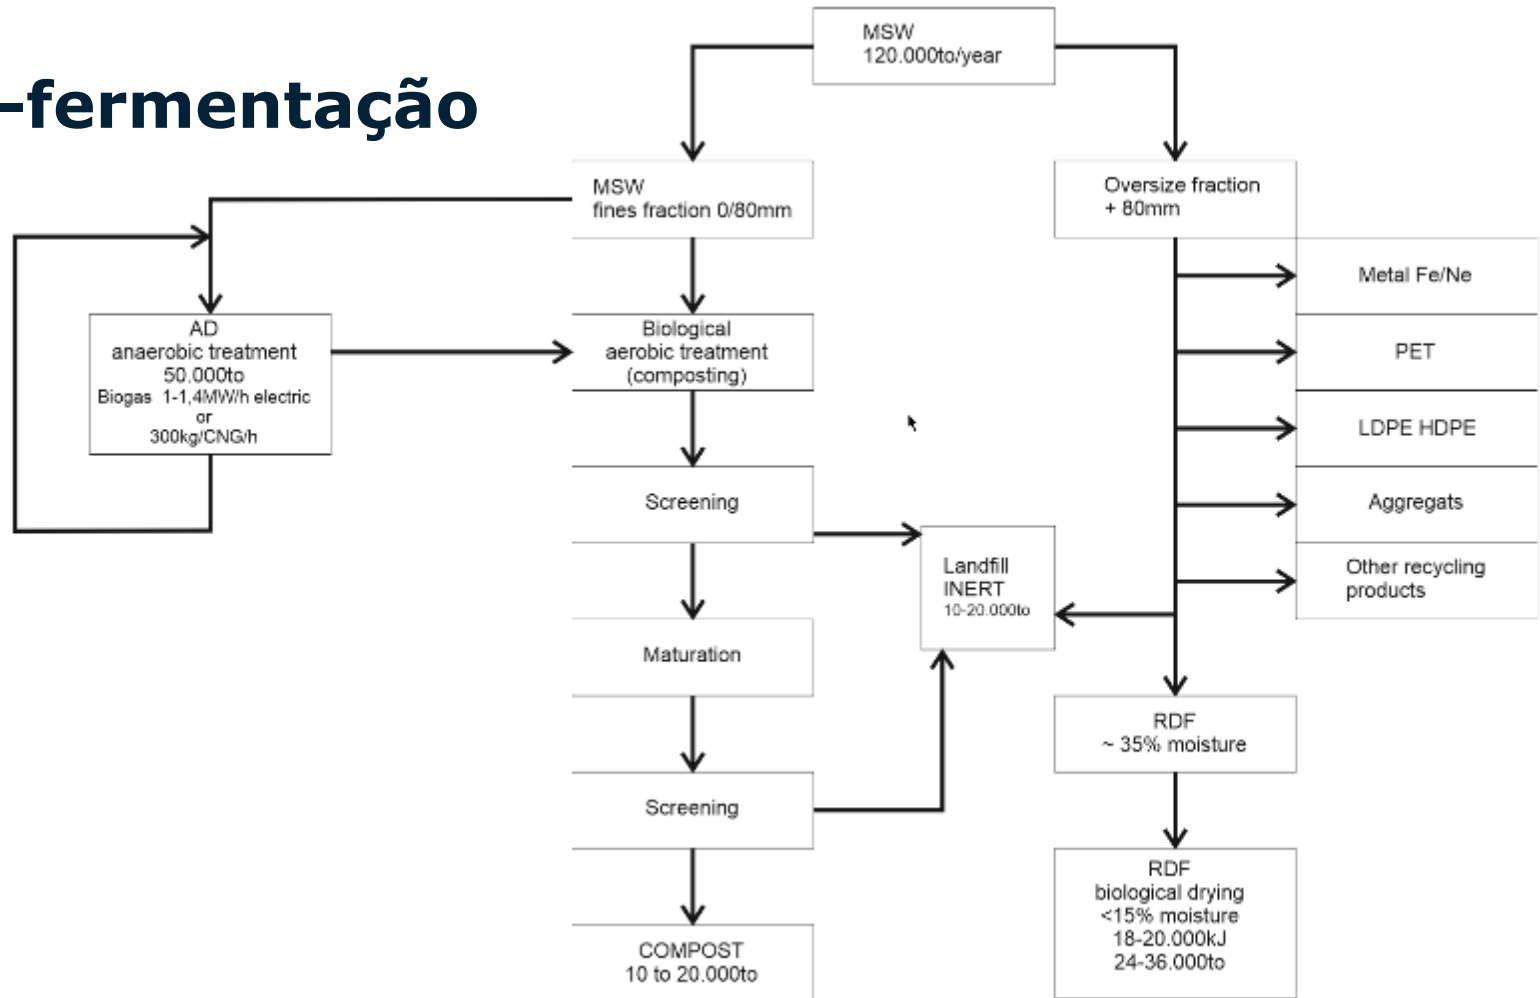 –fermentação
MSW
120.000to/year
MSW
fines fraction 0/80mm
Oversize fraction
+ 80mm
Metal Fe/Ne
PET
LDPE HDPE
Aggregats
Other recycling
products
AD
anaerobic treatment
50.000to
Biogas 1-1,4MW/h electric
or
300kg/CNG/h
Biological
aerobic treatment
(composting)
Screening
Landfill
INERT
10-20.000to
Maturation
Screening
COMPOST
10 to 20.000to
RDF
~ 35% moisture
RDF
biological drying
<15% moisture
18-20.000kJ
24-36.000to